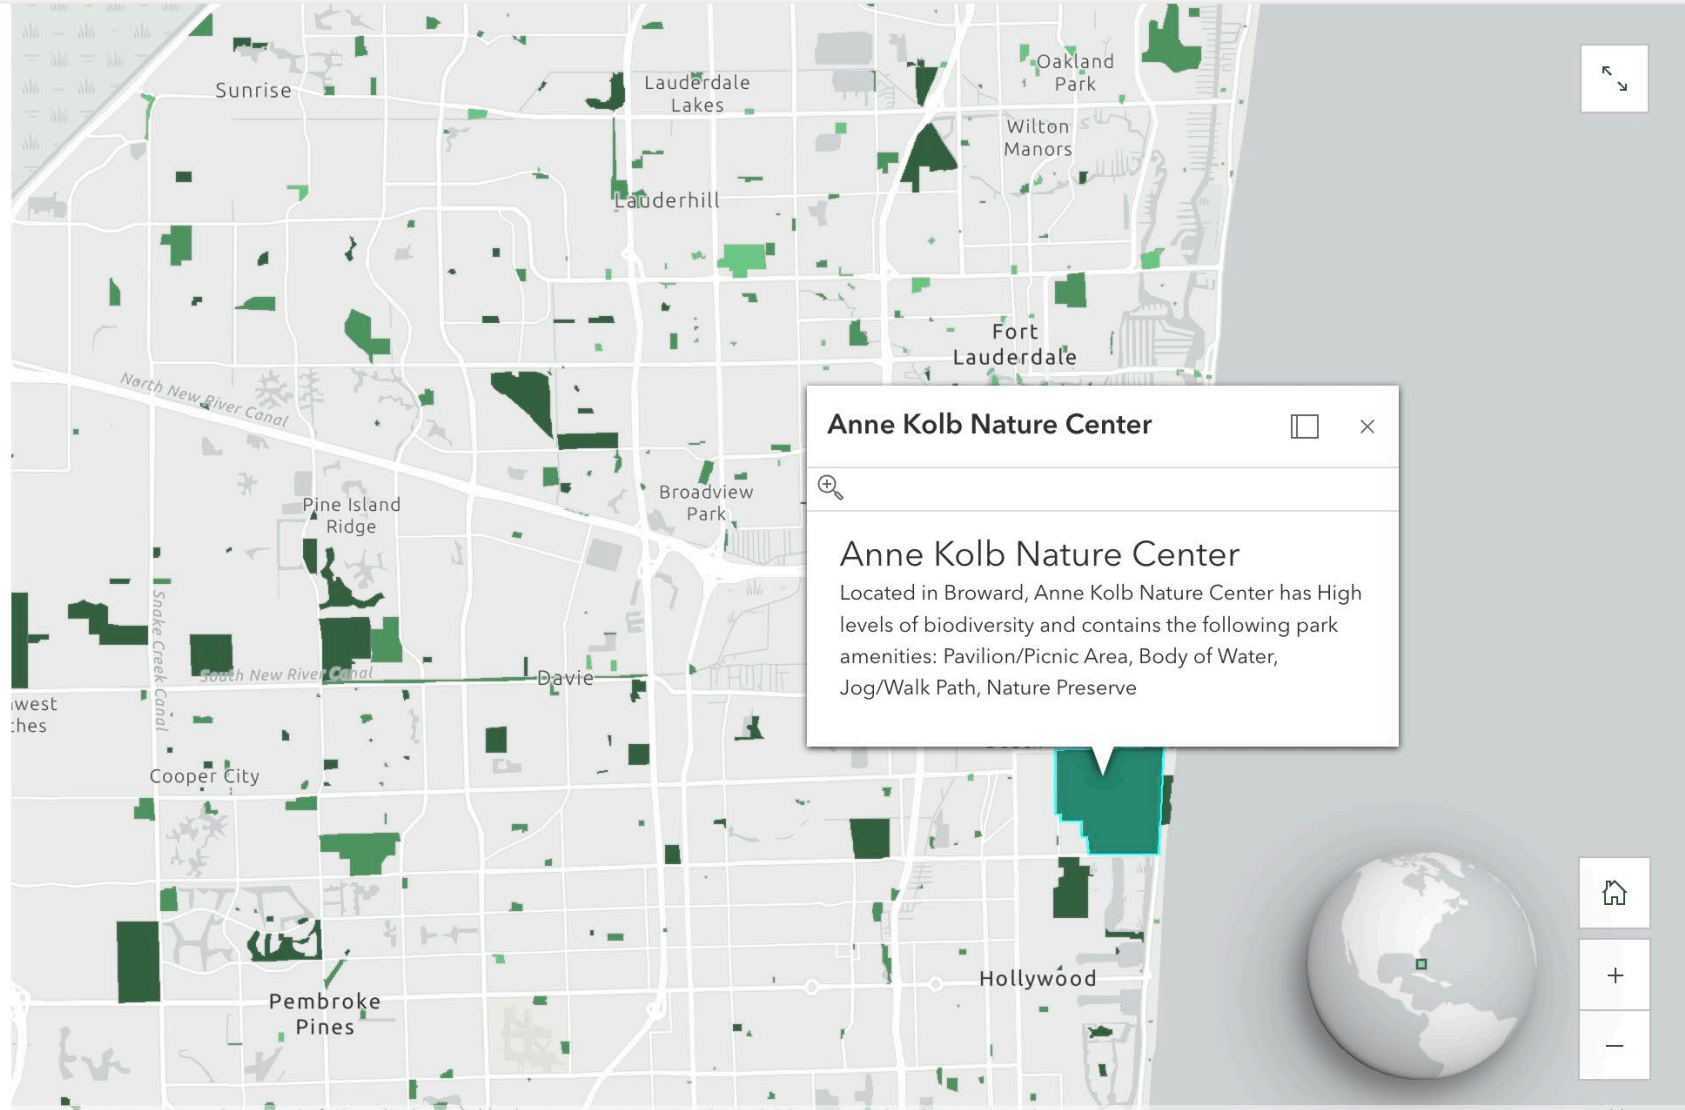 Sunrise
Lauderdale
Lakes
Oakland
Park
Wilton
Manors
Lauderhill
Fort
Lauderdale
North New River Canal
Anne Kolb Nature Center
Pine Island
Ridge
Broadview
Park
Anne Kolb Nature Center
Located in Broward, Anne Kolb Nature Center has High
levels of biodiversity and contains the following park
amenities: Pavilion/Picnic Area, Body of Water,
Jog/Walk Path, Nature Preserve
Snake Creek Canal
South New River Canal
Davie
west
ches
Cooper City
Hollywood
Pembroke
Pines